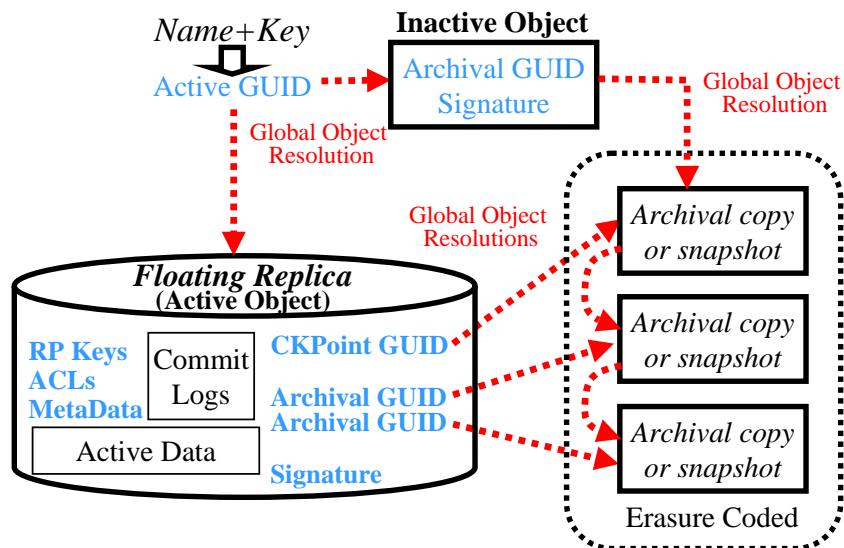 Name+Key
Active GUID
Inactive Object
Archival GUID
Signature
Global Object
Resolution
Global Object
Resolution
Global Object
Resolutions
Floating Replica
(Active Object)
RP Keys
ACLs
MetaData
Commit
Logs
Active Data
CKPoint GUID
Archival GUID
Archival GUID
Signature
Archival copy
or snapshot
Archival copy
or snapshot
Archival copy
or snapshot
Erasure Coded